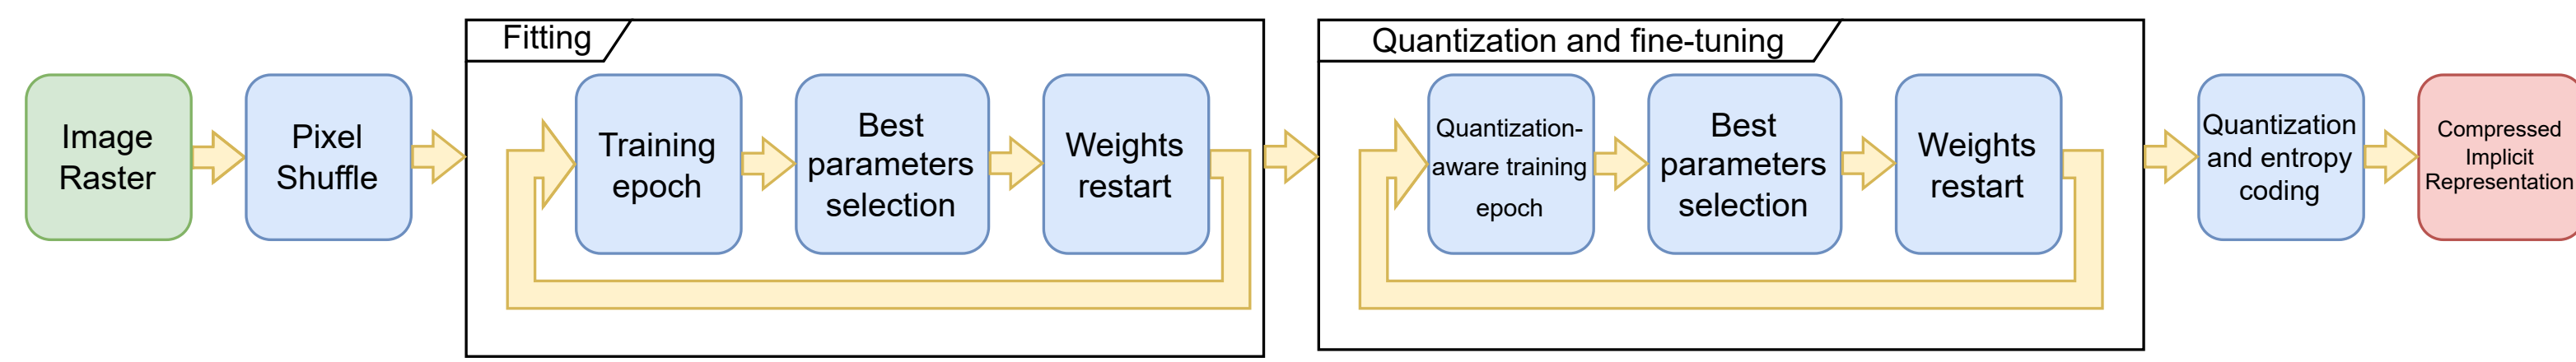 Image
Raster
Pixel
Shuffle
Fitting
Training
epoch
Best
parameters
selection
Weights
restart
Quantization and fine-tuning
Quantization-
aware training
epoch
Best
parameters
selection
Weights
restart
Quantization
and entropy
coding
Compressed
Implicit
Representation